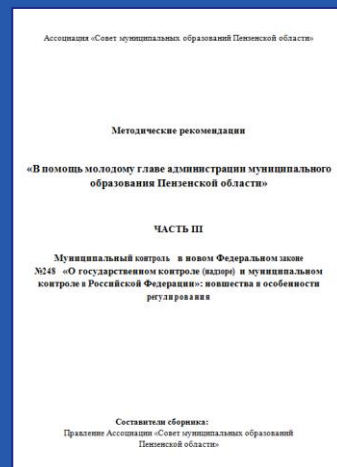 Ассоциация «Совет муниципальных образований Пензенской области»
Методические рекомендации
«В помощь молодому главе администрации муниципального
образования Пензенской области»
ЧАСТЬ III
Муниципальный контроль в новом Федеральном законе
№248 «О государственном контроле (надзоре) и муниципальном
контроле в Российской Федерации»: новшества и особенности
регулирования
Составители сборника:
Правление Ассоциации «Совет муниципальных образований
Пензенской области»